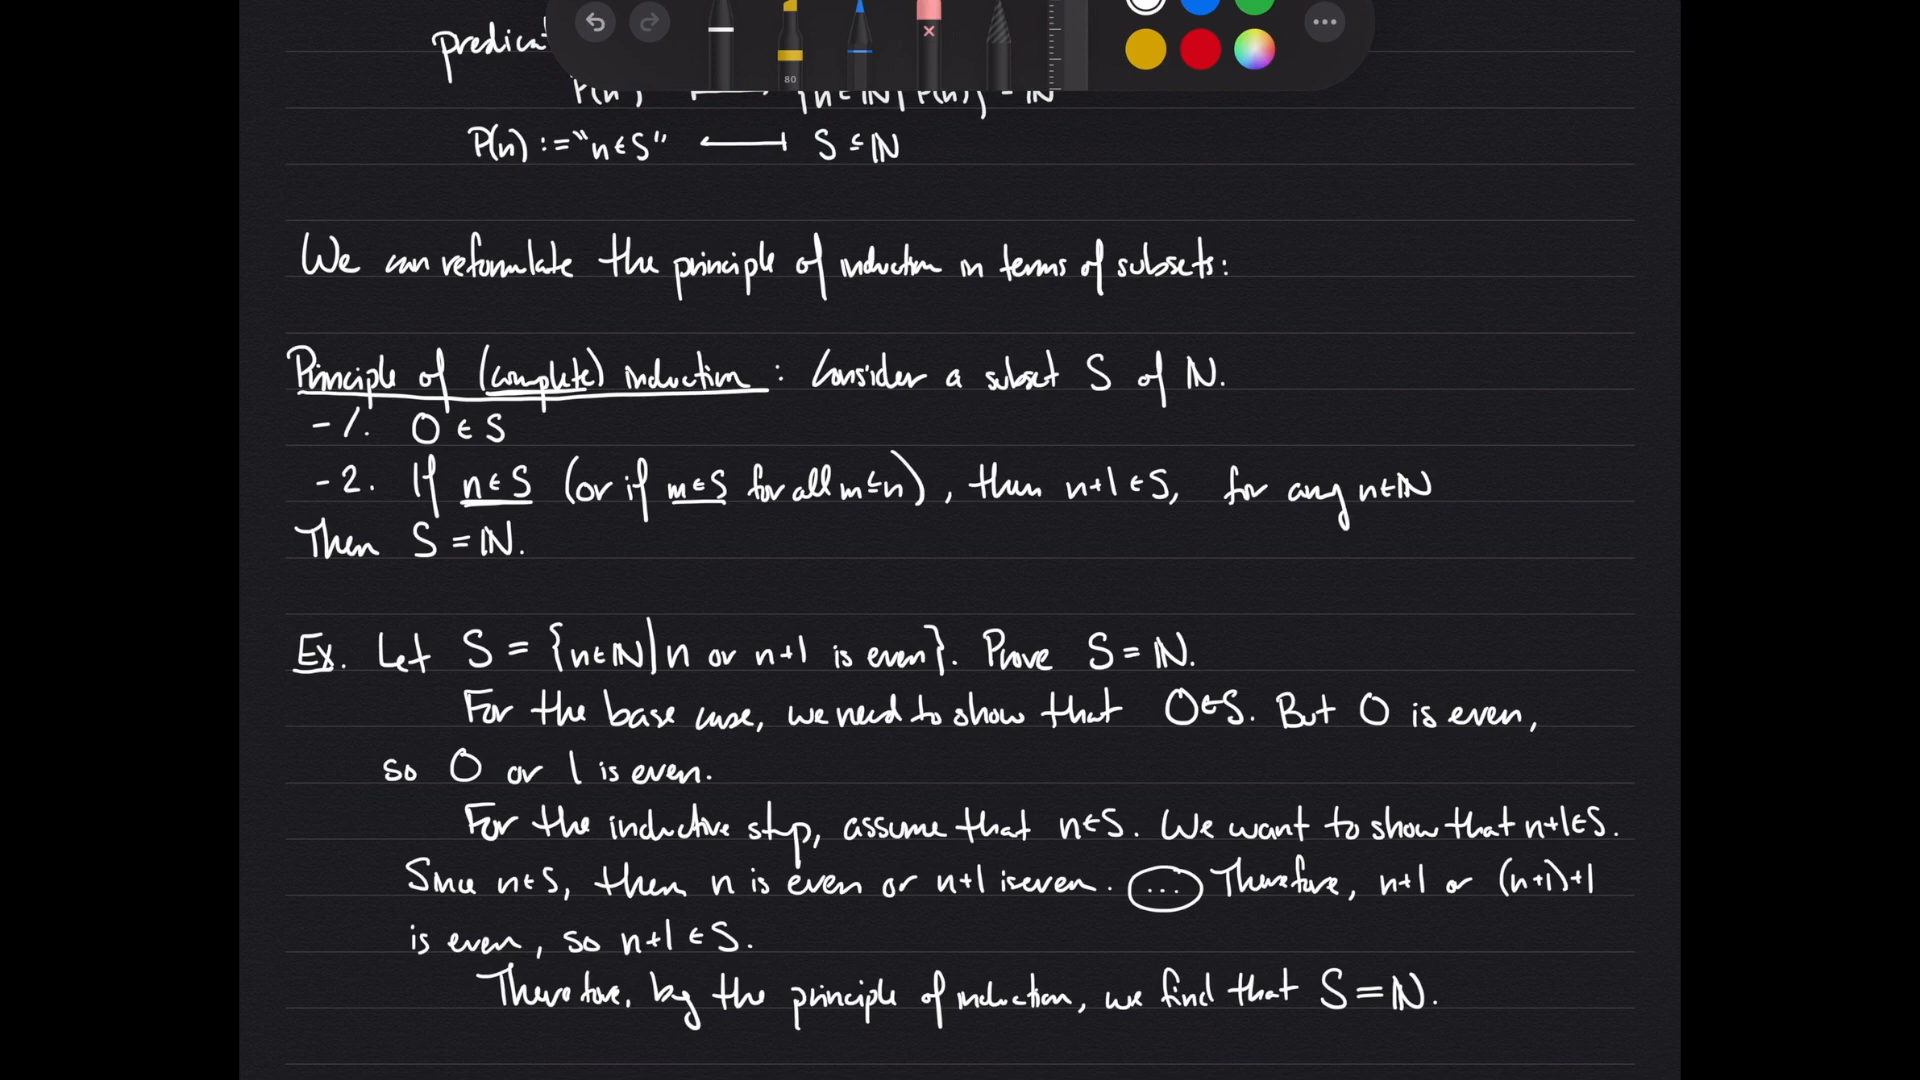 predicat
80
P(n) ⟼ {n∈ℕ | P(n)} ⊆ ℕ
P(n) := "n∈S" ⟻ S ⊆ ℕ
We can reformulate the principle of induction in terms of subsets:
Principle of (complete) induction: Consider a subset S of ℕ.
- 1. 0 ∈ S
- 2. If n∈S (or if m∈S for all m≤n), then n+1 ∈ S, for any n∈ℕ
Then S = ℕ.
Ex. Let S = {n∈ℕ | n or n+1 is even}. Prove S = ℕ.
For the base case, we need to show that 0∈S. But 0 is even,
so 0 or 1 is even.
For the inductive step, assume that n∈S. We want to show that n+1∈S.
Since n∈S, then n is even or n+1 is even. (...) Therefore, n+1 or (n+1)+1
is even, so n+1 ∈ S.
Therefore, by the principle of induction, we find that S = ℕ.